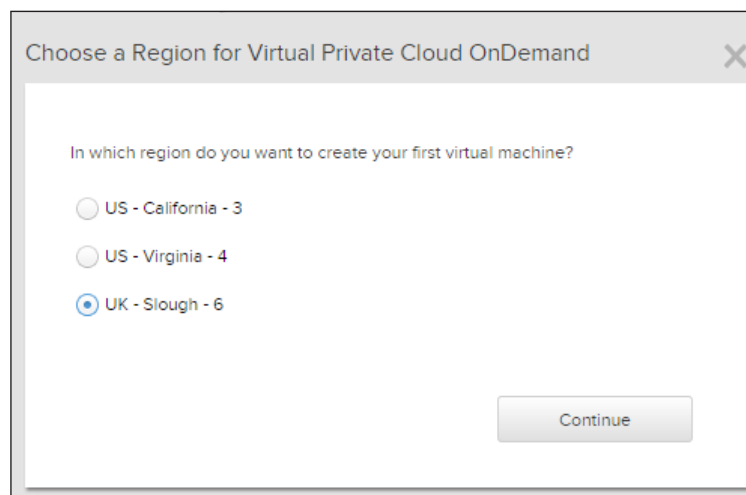 Choose a Region for Virtual Private Cloud OnDemand
In which region do you want to create your first virtual machine?
US - California - 3
US - Virginia - 4
UK - Slough - 6
Continue